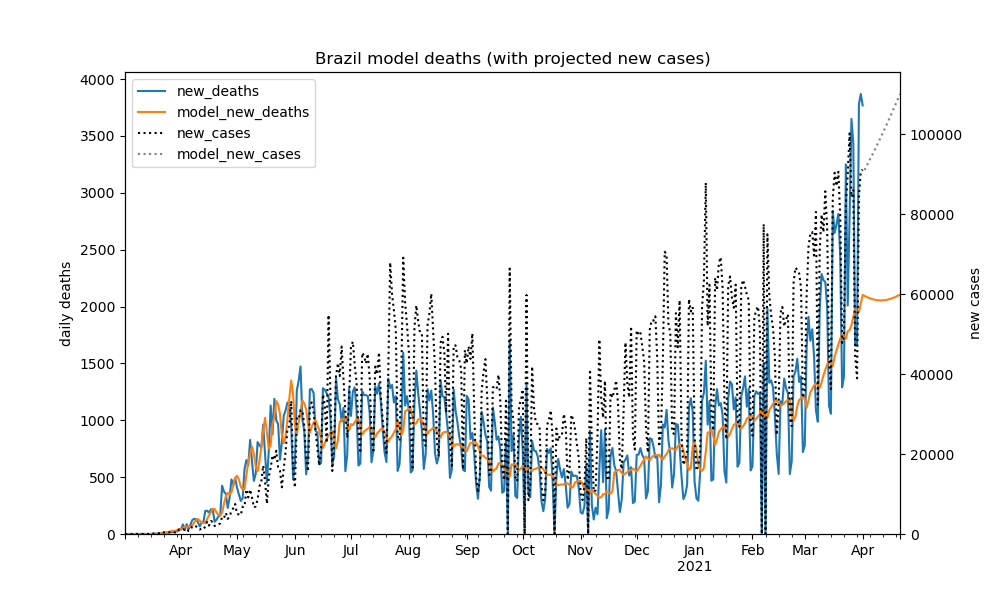 Brazil model deaths (with projected new cases)
new_deaths
model_new_deaths
new_cases
model_new_cases
4000
3500
3000
2500
2000
1500
1000
500
0
daily deaths
100000
80000
60000
40000
20000
0
new cases
Apr May Jun Jul Aug Sep Oct Nov Dec Jan Feb Mar Apr
2021